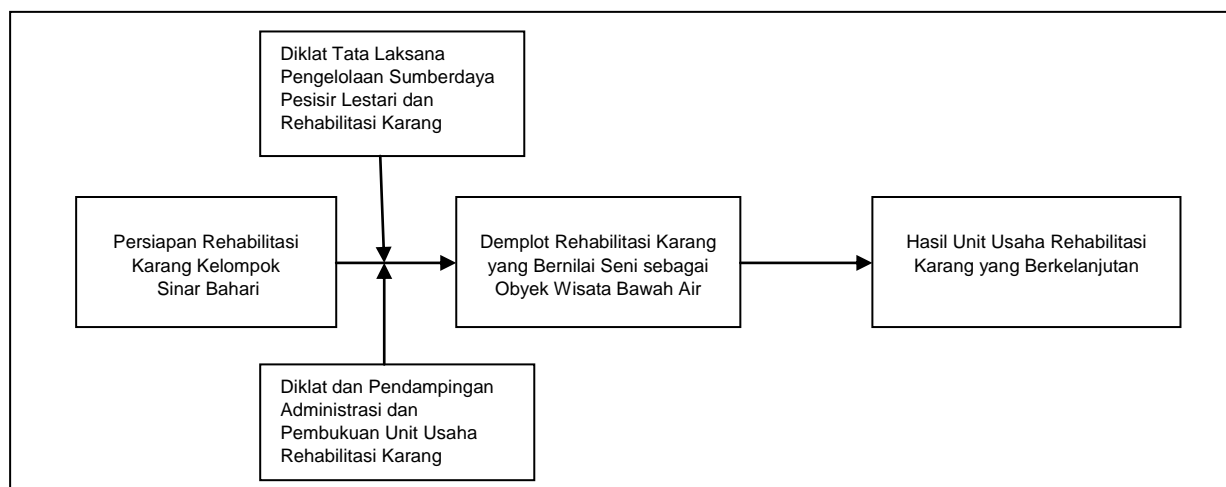 Diklat Tata Laksana
Pengelolaan Sumberdaya
Pesisir Lestari dan
Rehabilitasi Karang
Persiapan Rehabilitasi
Karang Kelompok
Sinar Bahari
Demplot Rehabilitasi Karang
yang Bernilai Seni sebagai
Obyek Wisata Bawah Air
Hasil Unit Usaha Rehabilitasi
Karang yang Berkelanjutan
Diklat dan Pendampingan
Administrasi dan
Pembukuan Unit Usaha
Rehabilitasi Karang